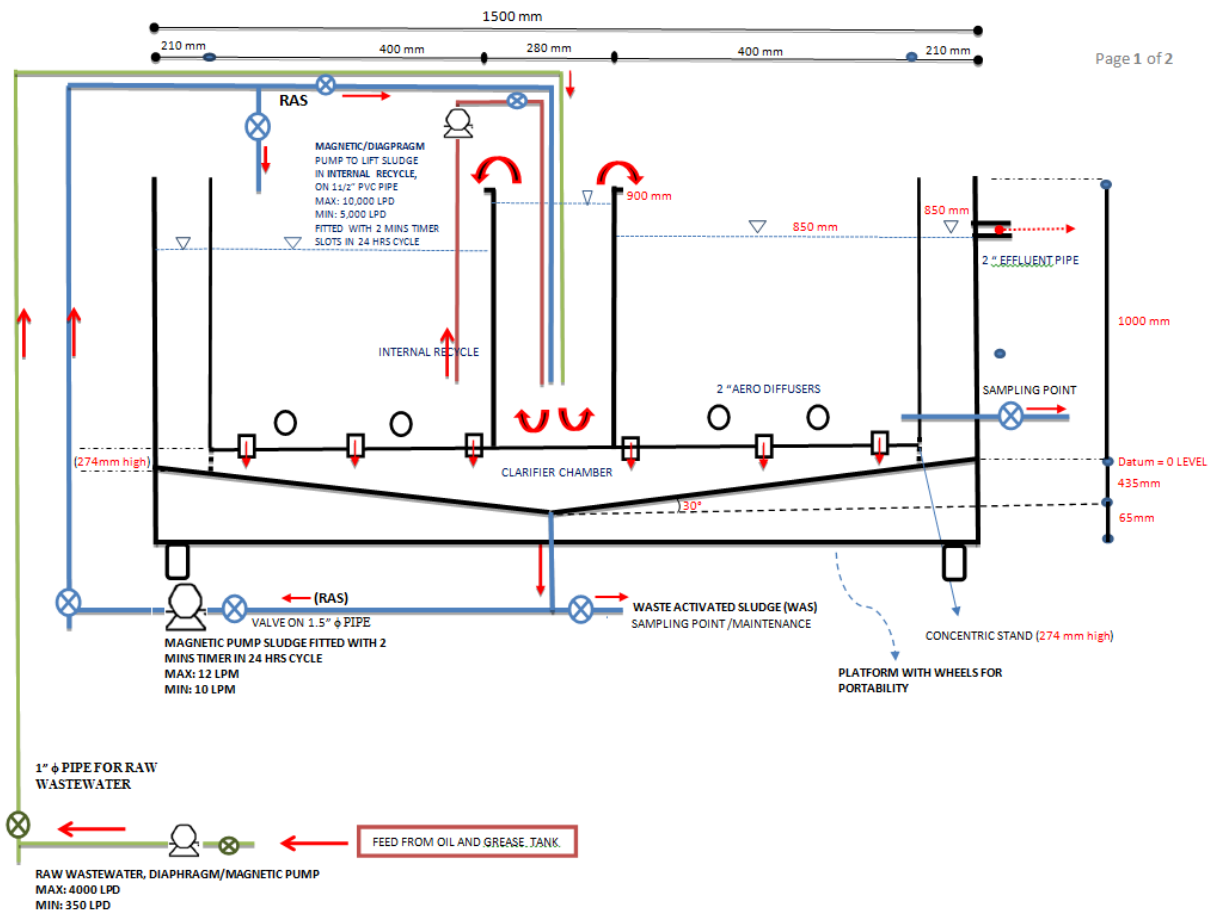 1500 mm
210 mm
400 mm
280 mm
400 mm
210 mm
Page 1 of 2
RAS
MAGNETIC/DIAGPRAGM
PUMP TO LIFT SLUDGE
IN INTERNAL RECYCLE,
ON 11/2" PVC PIPE
MAX: 10,000 LPD
MIN: 5,000 LPD
FITTED WITH 2 MINS TIMER
SLOTS IN 24 HRS CYCLE
900 mm
850 mm
850 mm
2 " EFFLUENT PIPE
1000 mm
INTERNAL RECYCLE
2 "AERO DIFFUSERS
SAMPLING POINT
(274mm high)
CLARIFIER CHAMBER
Datum = 0 LEVEL
435mm
30°
65mm
(RAS)
VALVE ON 1.5" ϕ PIPE
WASTE ACTIVATED SLUDGE (WAS)
SAMPLING POINT /MAINTENANCE
CONCENTRIC STAND (274 mm high)
MAGNETIC PUMP SLUDGE FITTED WITH 2
MINS TIMER IN 24 HRS CYCLE
MAX: 12 LPM
MIN: 10 LPM
PLATFORM WITH WHEELS FOR
PORTABILITY
1" ϕ PIPE FOR RAW
WASTEWATER
FEED FROM OIL AND GREASE TANK
RAW WASTEWATER, DIAPHRAGM/MAGNETIC PUMP
MAX: 4000 LPD
MIN: 350 LPD